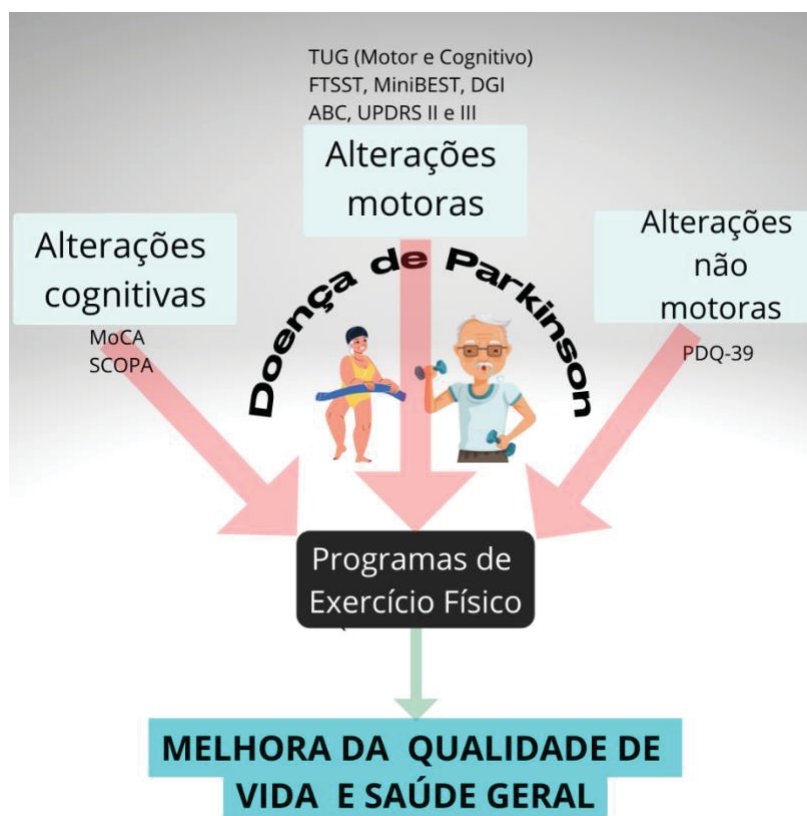 TUG (Motor e Cognitivo)
FTSST, MiniBEST, DGI
ABC, UPDRS II e III
Alterações
motoras
Alterações
cognitivas
MoCA
SCOPA
Alterações
não
motoras
PDQ-39
Doença de Parkinson
Programas de
Exercício Físico
MELHORA DA QUALIDADE DE
VIDA E SAÚDE GERAL